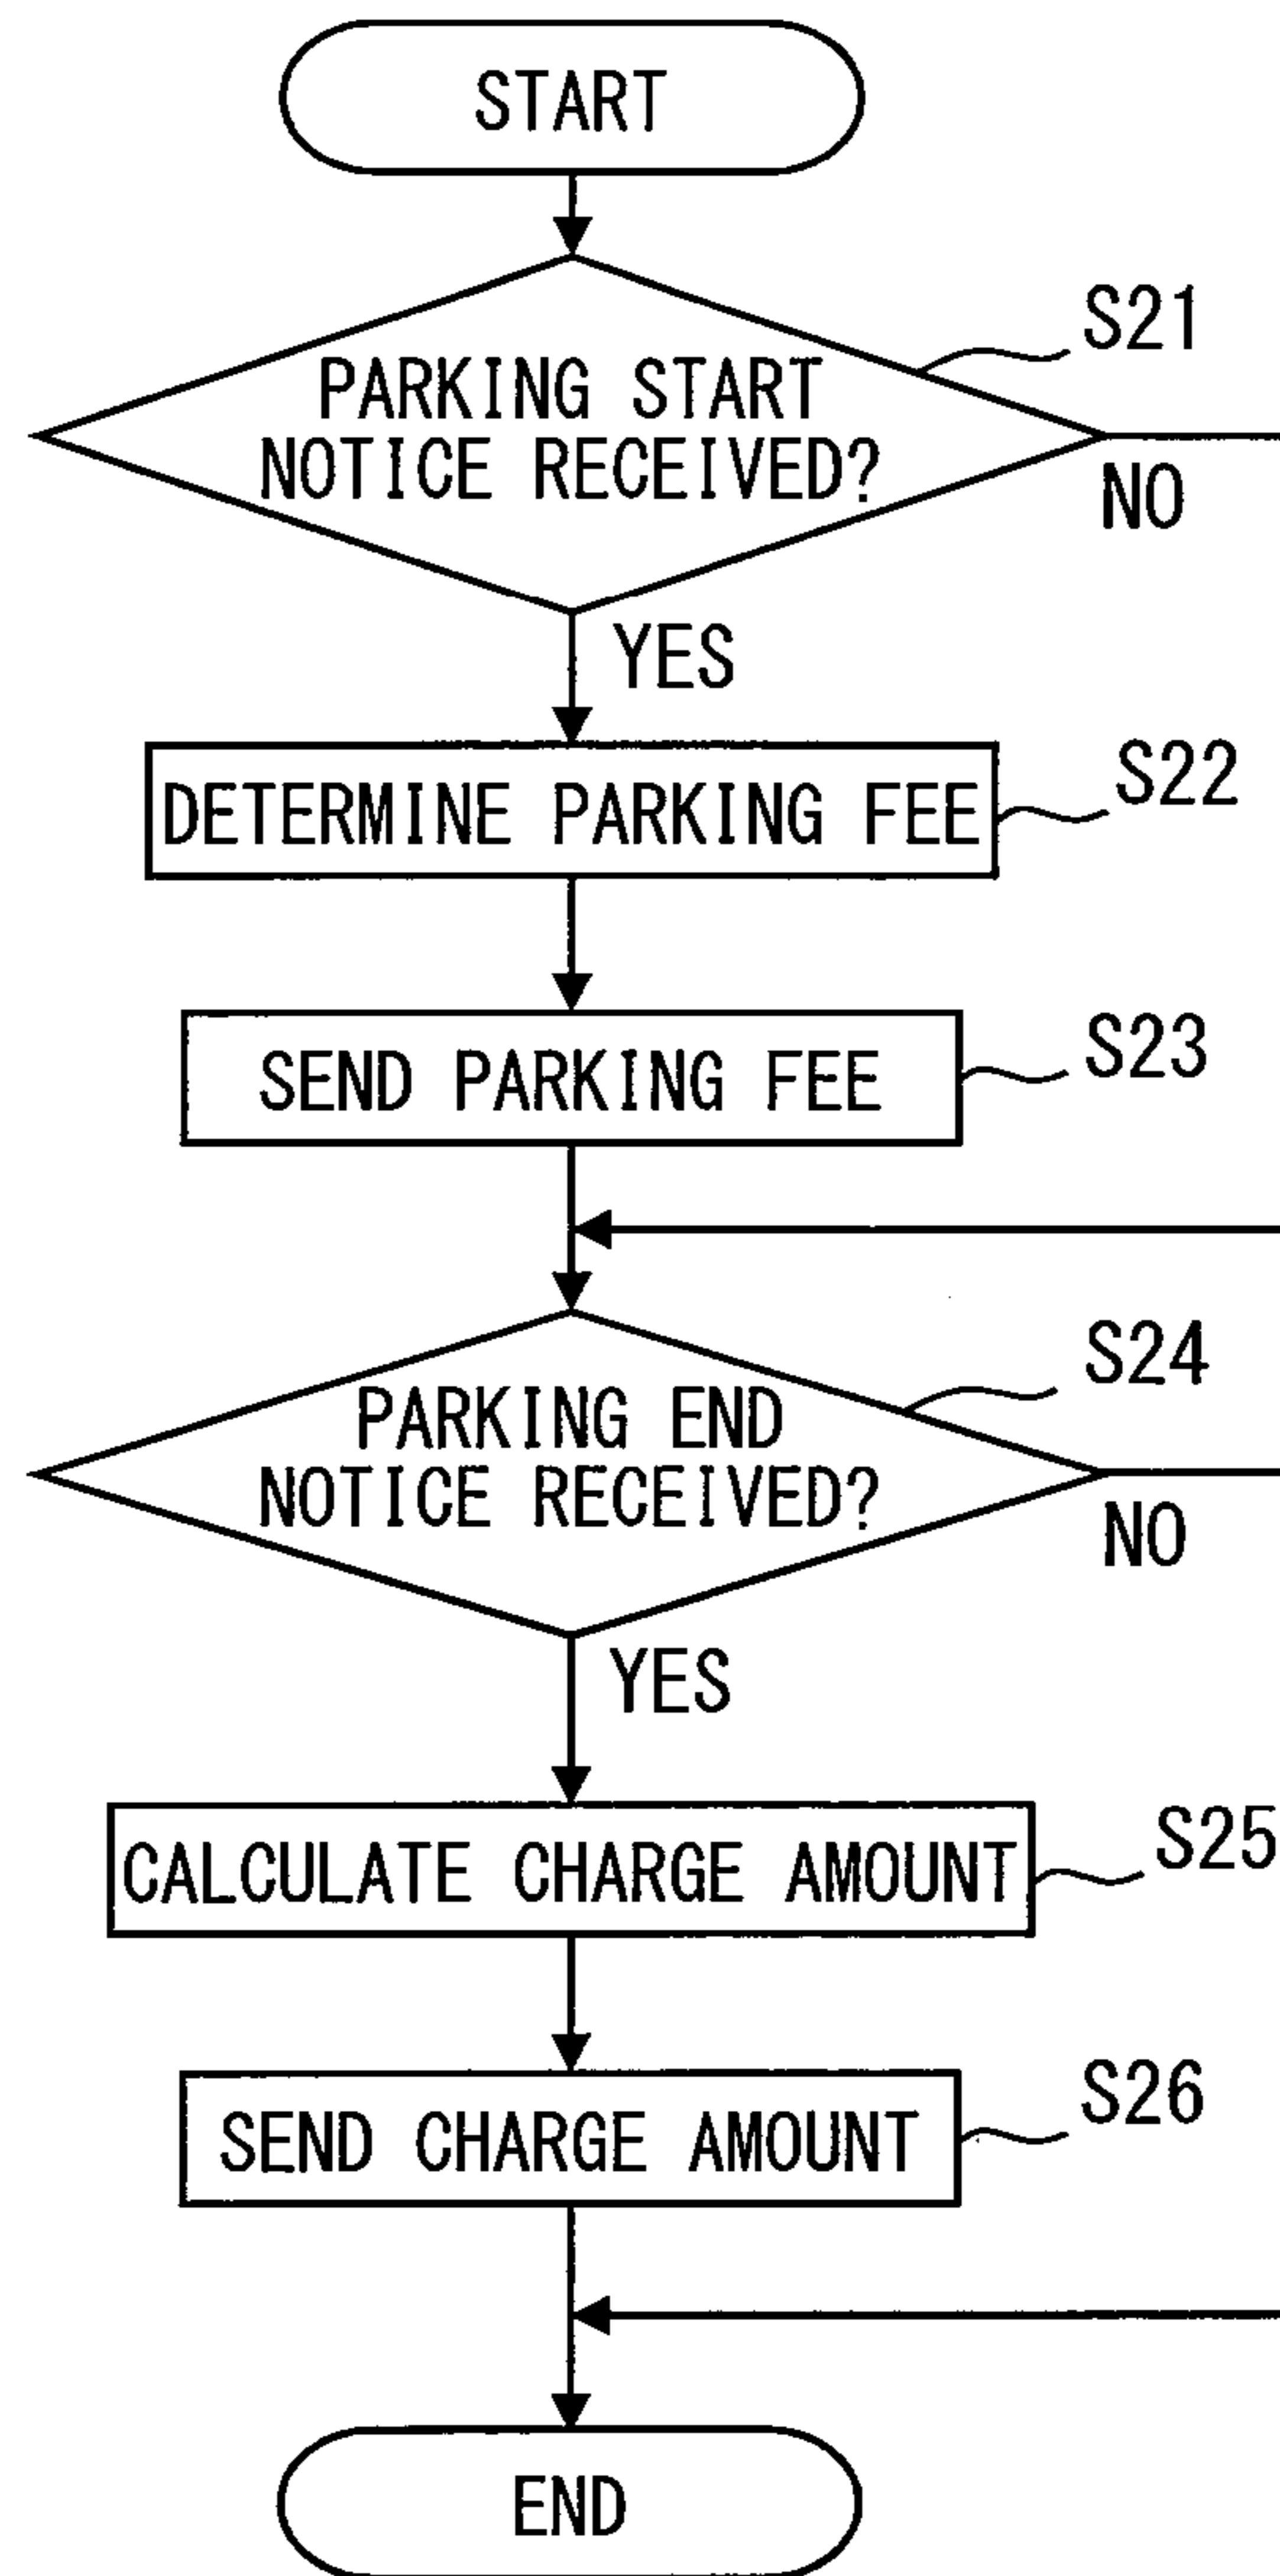 START
S21
PARKING START
NOTICE RECEIVED?
NO
YES
DETERMINE PARKING FEE
S22
SEND PARKING FEE
S23
S24
PARKING END
NOTICE RECEIVED?
NO
YES
CALCULATE CHARGE AMOUNT
S25
SEND CHARGE AMOUNT
S26
END